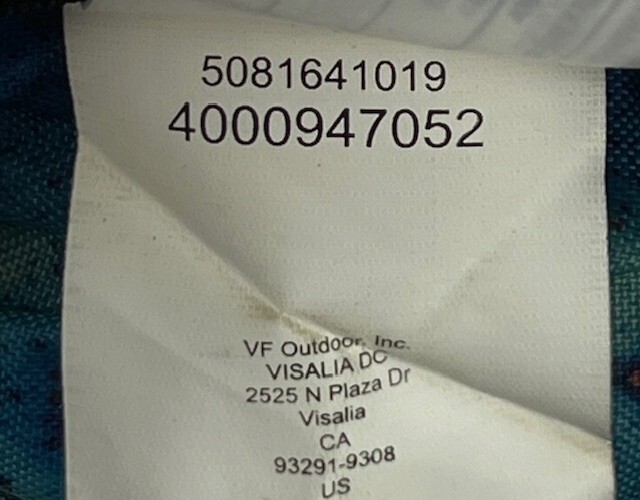 5081641019
4000947052
VF Outdoor, Inc.
VISALIA DC
2525 N Plaza Dr
Visalia
CA
93291-9308
US